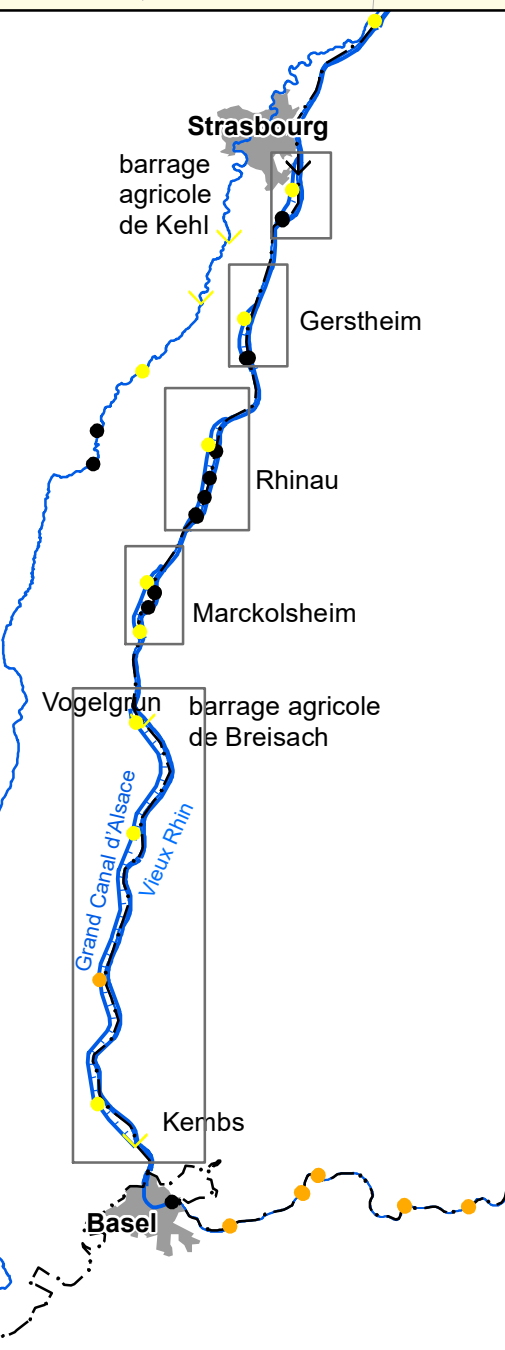 Strasbourg
barrage
agricole
de Kehl
Gerstheim
Rhinau
Marckolsheim
Vogelgrun
barrage agricole
de Breisach
Grand Canal d'Alsace
Vieux Rhin
Kembs
Basel